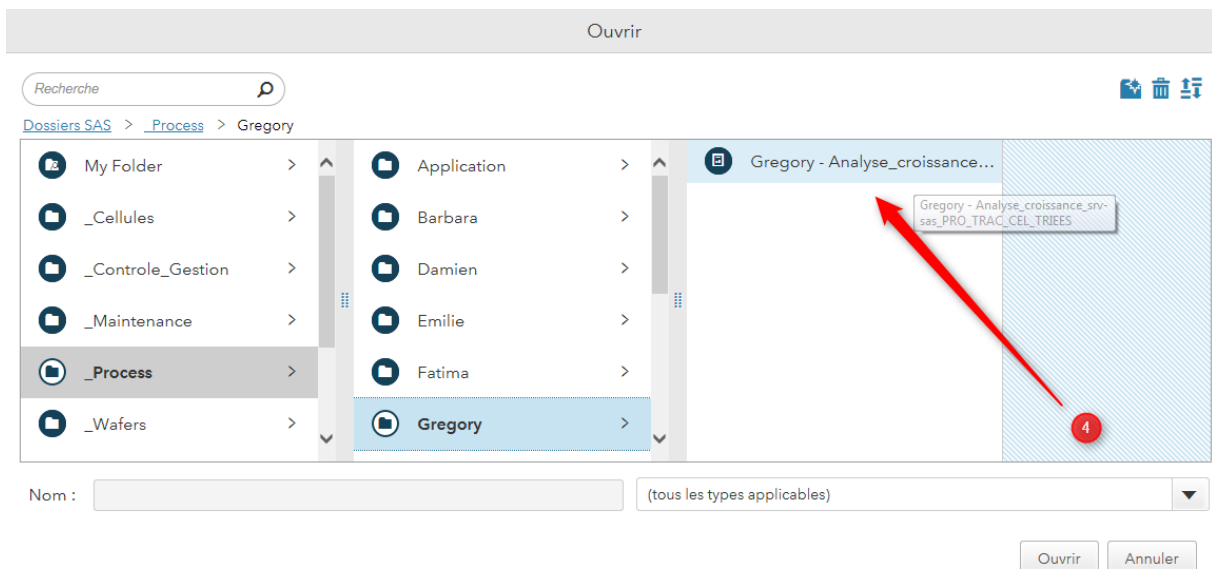 Ouvrir
Recherche
Dossiers SAS > _Process > Gregory
My Folder >
_Cellules >
_Controle_Gestion >
_Maintenance >
_Process >
_Wafers >
Application >
Barbara >
Damien >
Emilie >
Fatima >
Gregory >
Gregory - Analyse_croissance...
Gregory - Analyse_croissance_srv-
sas_PRO_TRAC_CEL_TRIEES
4
Nom :
(tous les types applicables)
Ouvrir
Annuler